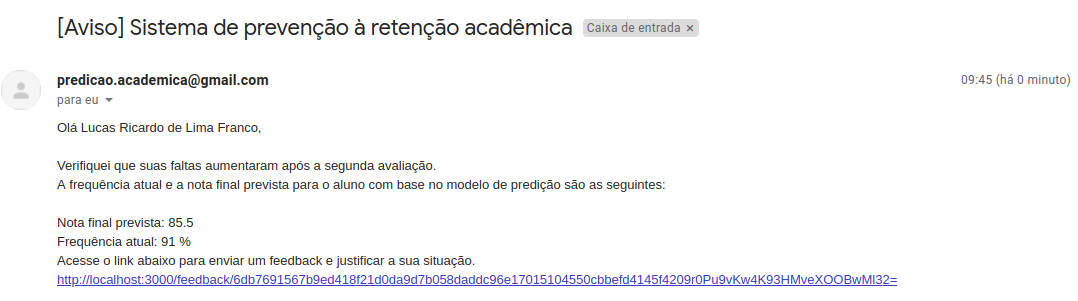 [Aviso] Sistema de prevenção à retenção acadêmica Caixa de entrada ×
predicao.academica@gmail.com 09:45 (há 0 minuto)
para eu
Olá Lucas Ricardo de Lima Franco,
Verifiquei que suas faltas aumentaram após a segunda avaliação.
A frequência atual e a nota final prevista para o aluno com base no modelo de predição são as seguintes:
Nota final prevista: 85.5
Frequência atual: 91 %
Acesse o link abaixo para enviar um feedback e justificar a sua situação.
http://localhost:3000/feedback/6db7691567b9ed418f21d0da9d7b058daddc96e17015104550cbbefd4145f4209r0Pu9vKw4K93HMveXOOBwMl32=